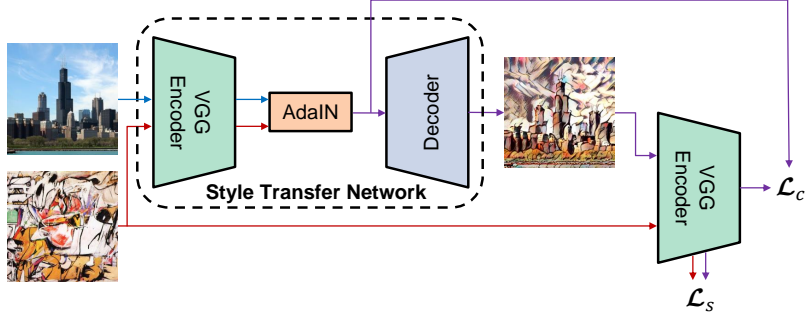 VGG
Encoder
AdaIN
Decoder
Style Transfer Network
VGG
Encoder
ℒc
ℒs